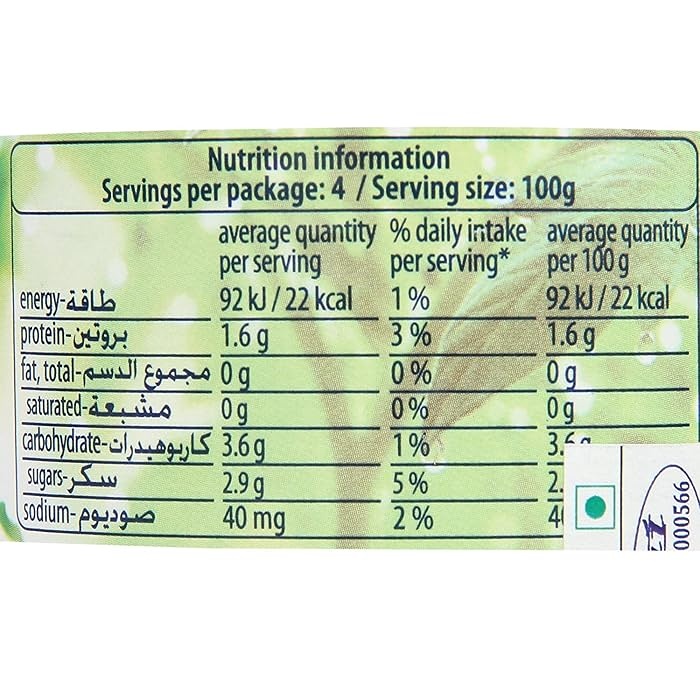 Nutrition information
Servings per package: 4 / Serving size: 100g
average quantity per serving % daily intake per serving* average quantity per 100 g
energy-طاقة 92 kJ / 22 kcal 1 % 92 kJ / 22 kcal
protein-بروتين 1.6 g 3 % 1.6 g
fat, total-مجموع الدسم 0 g 0 % 0 g
saturated-مشبعة 0 g 0 % 0 g
carbohydrate-كاربوهيدرات 3.6 g 1 %
sugars-سكر 2.9 g 5 %
sodium-صوديوم 40 mg 2 %
000566